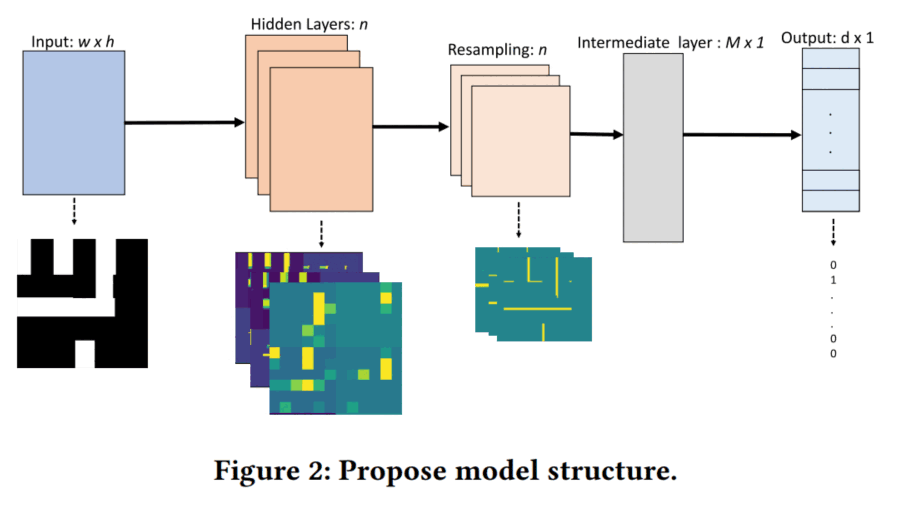 Input: w x h
Hidden Layers: n
Resampling: n
Intermediate layer : M x 1
Output: d x 1
.
.
.
0
1
.
.
0
0
Figure 2: Propose model structure.